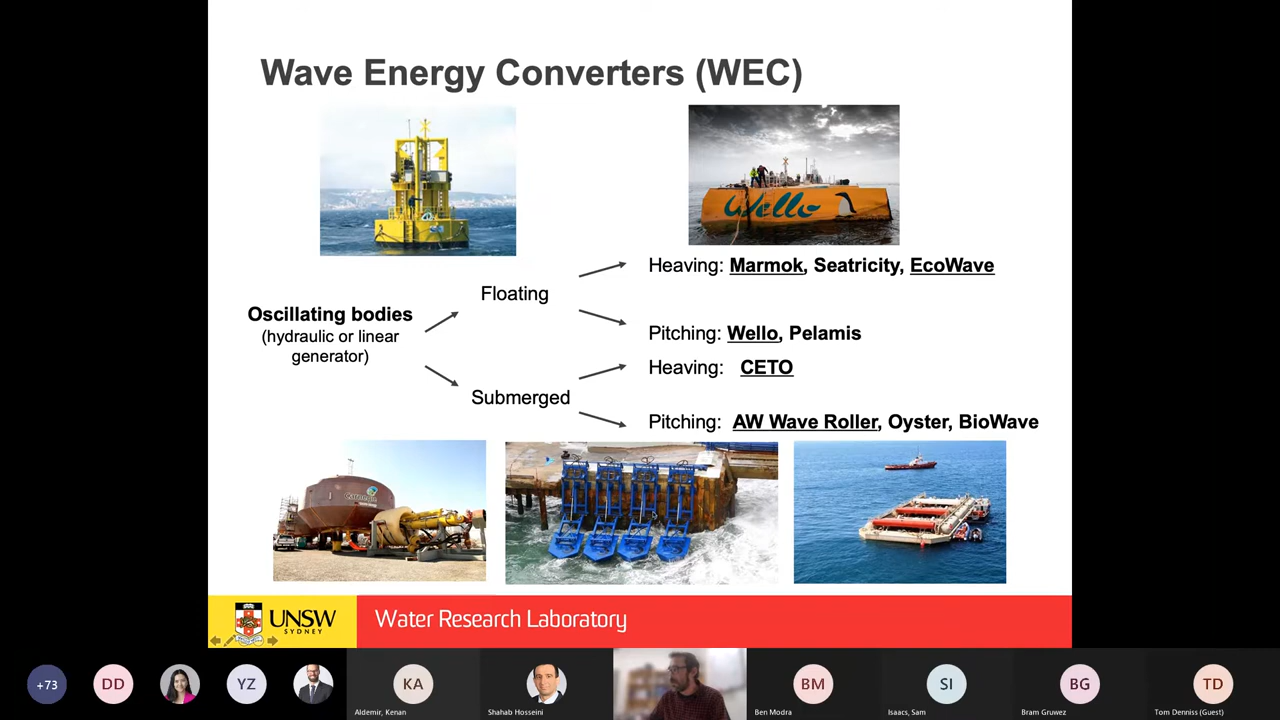 Wave Energy Converters (WEC)
Wello
Heaving: Marmok, Seatricity, EcoWave
Floating
Oscillating bodies
(hydraulic or linear
generator)
Pitching: Wello, Pelamis
Heaving: CETO
Submerged
Pitching: AW Wave Roller, Oyster, BioWave
Carnegie
UNSW
SYDNEY
Water Research Laboratory
+73
DD
YZ
KA
BM
SI
BG
TD
Aldemir, Kenan
Shahab Hosseini
Ben Modra
Isaacs, Sam
Bram Gruwez
Tom Denniss (Guest)